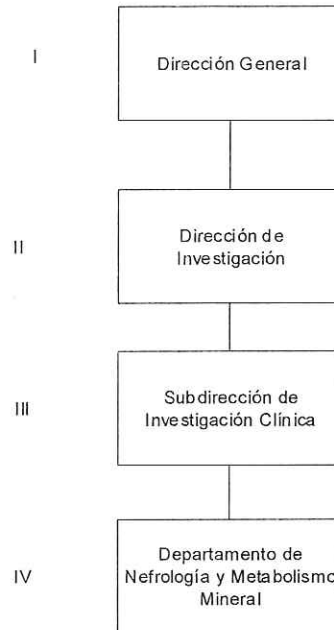 I
Dirección General
II
Dirección de
Investigación
III
Subdirección de
Investigación Clínica
IV
Departamento de
Nefrología y Metabolismo
Mineral